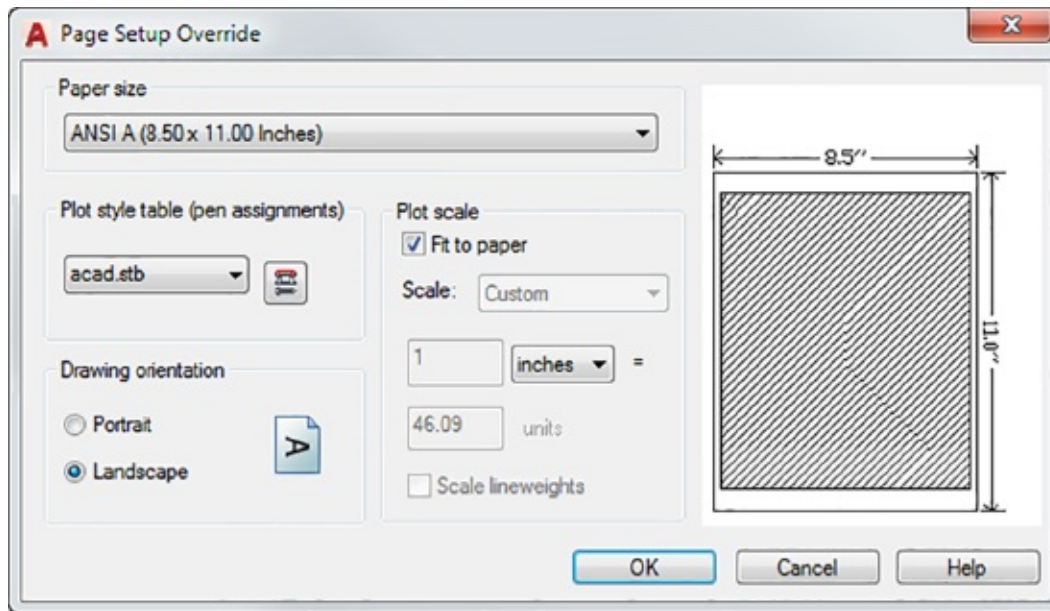 Page Setup Override
Paper size
ANSI A (8.50 x 11.00 Inches)
Plot style table (pen assignments)
acad.stb
Drawing orientation
Portrait
Landscape
A
Plot scale
Fit to paper
Scale: Custom
1 inches =
46.09 units
Scale lineweights
8.5"
11.0"
OK Cancel Help